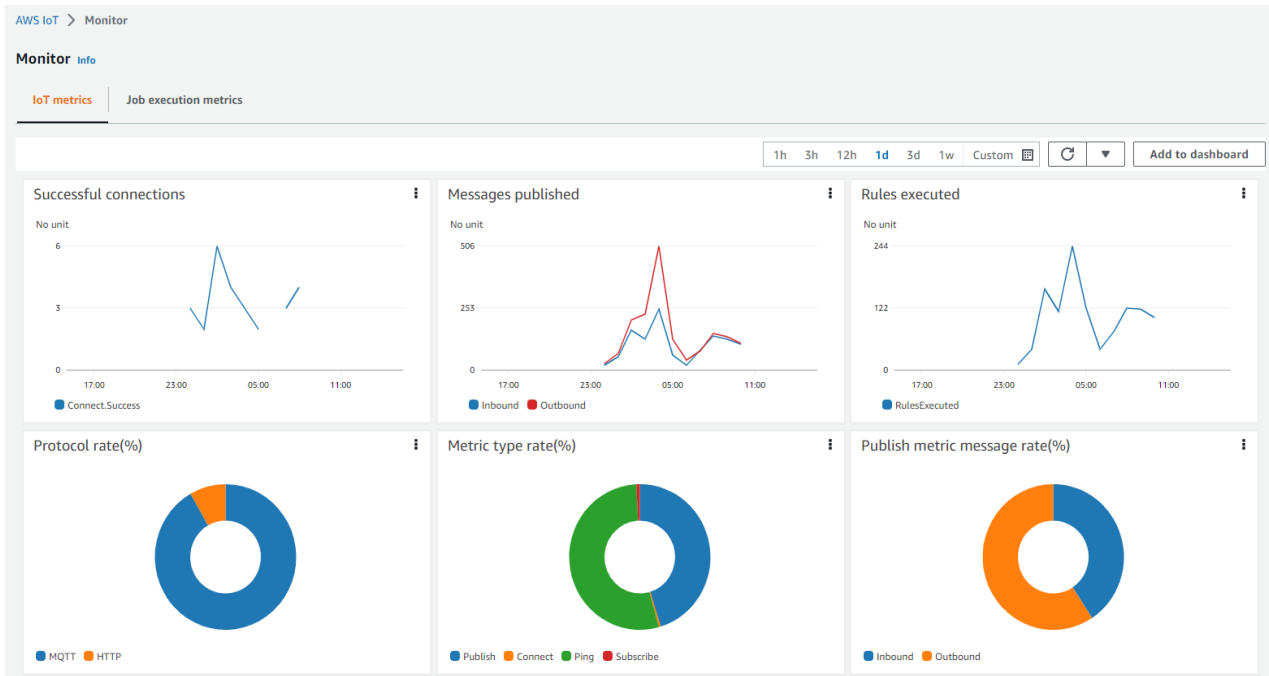 AWS IoT > Monitor
Monitor Info
IoT metrics Job execution metrics
1h 3h 12h 1d 3d 1w Custom Add to dashboard
Successful connections
No unit
6
3
0
17:00 23:00 05:00 11:00
Connect.Success
Messages published
No unit
506
253
0
17:00 23:00 05:00 11:00
Inbound Outbound
Rules executed
No unit
244
122
0
17:00 23:00 05:00 11:00
RulesExecuted
Protocol rate(%)
MQTT HTTP
Metric type rate(%)
Publish Connect Ping Subscribe
Publish metric message rate(%)
Inbound Outbound